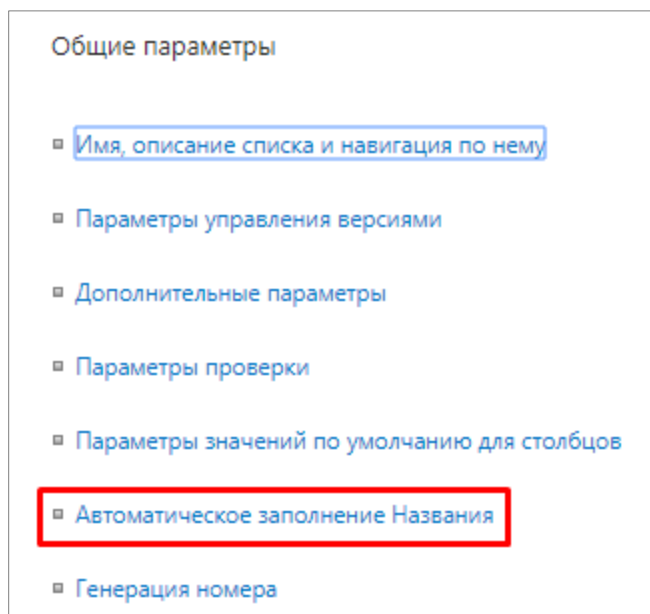 Общие параметры
Имя, описание списка и навигация по нему
Параметры управления версиями
Дополнительные параметры
Параметры проверки
Параметры значений по умолчанию для столбцов
Автоматическое заполнение Названия
Генерация номера